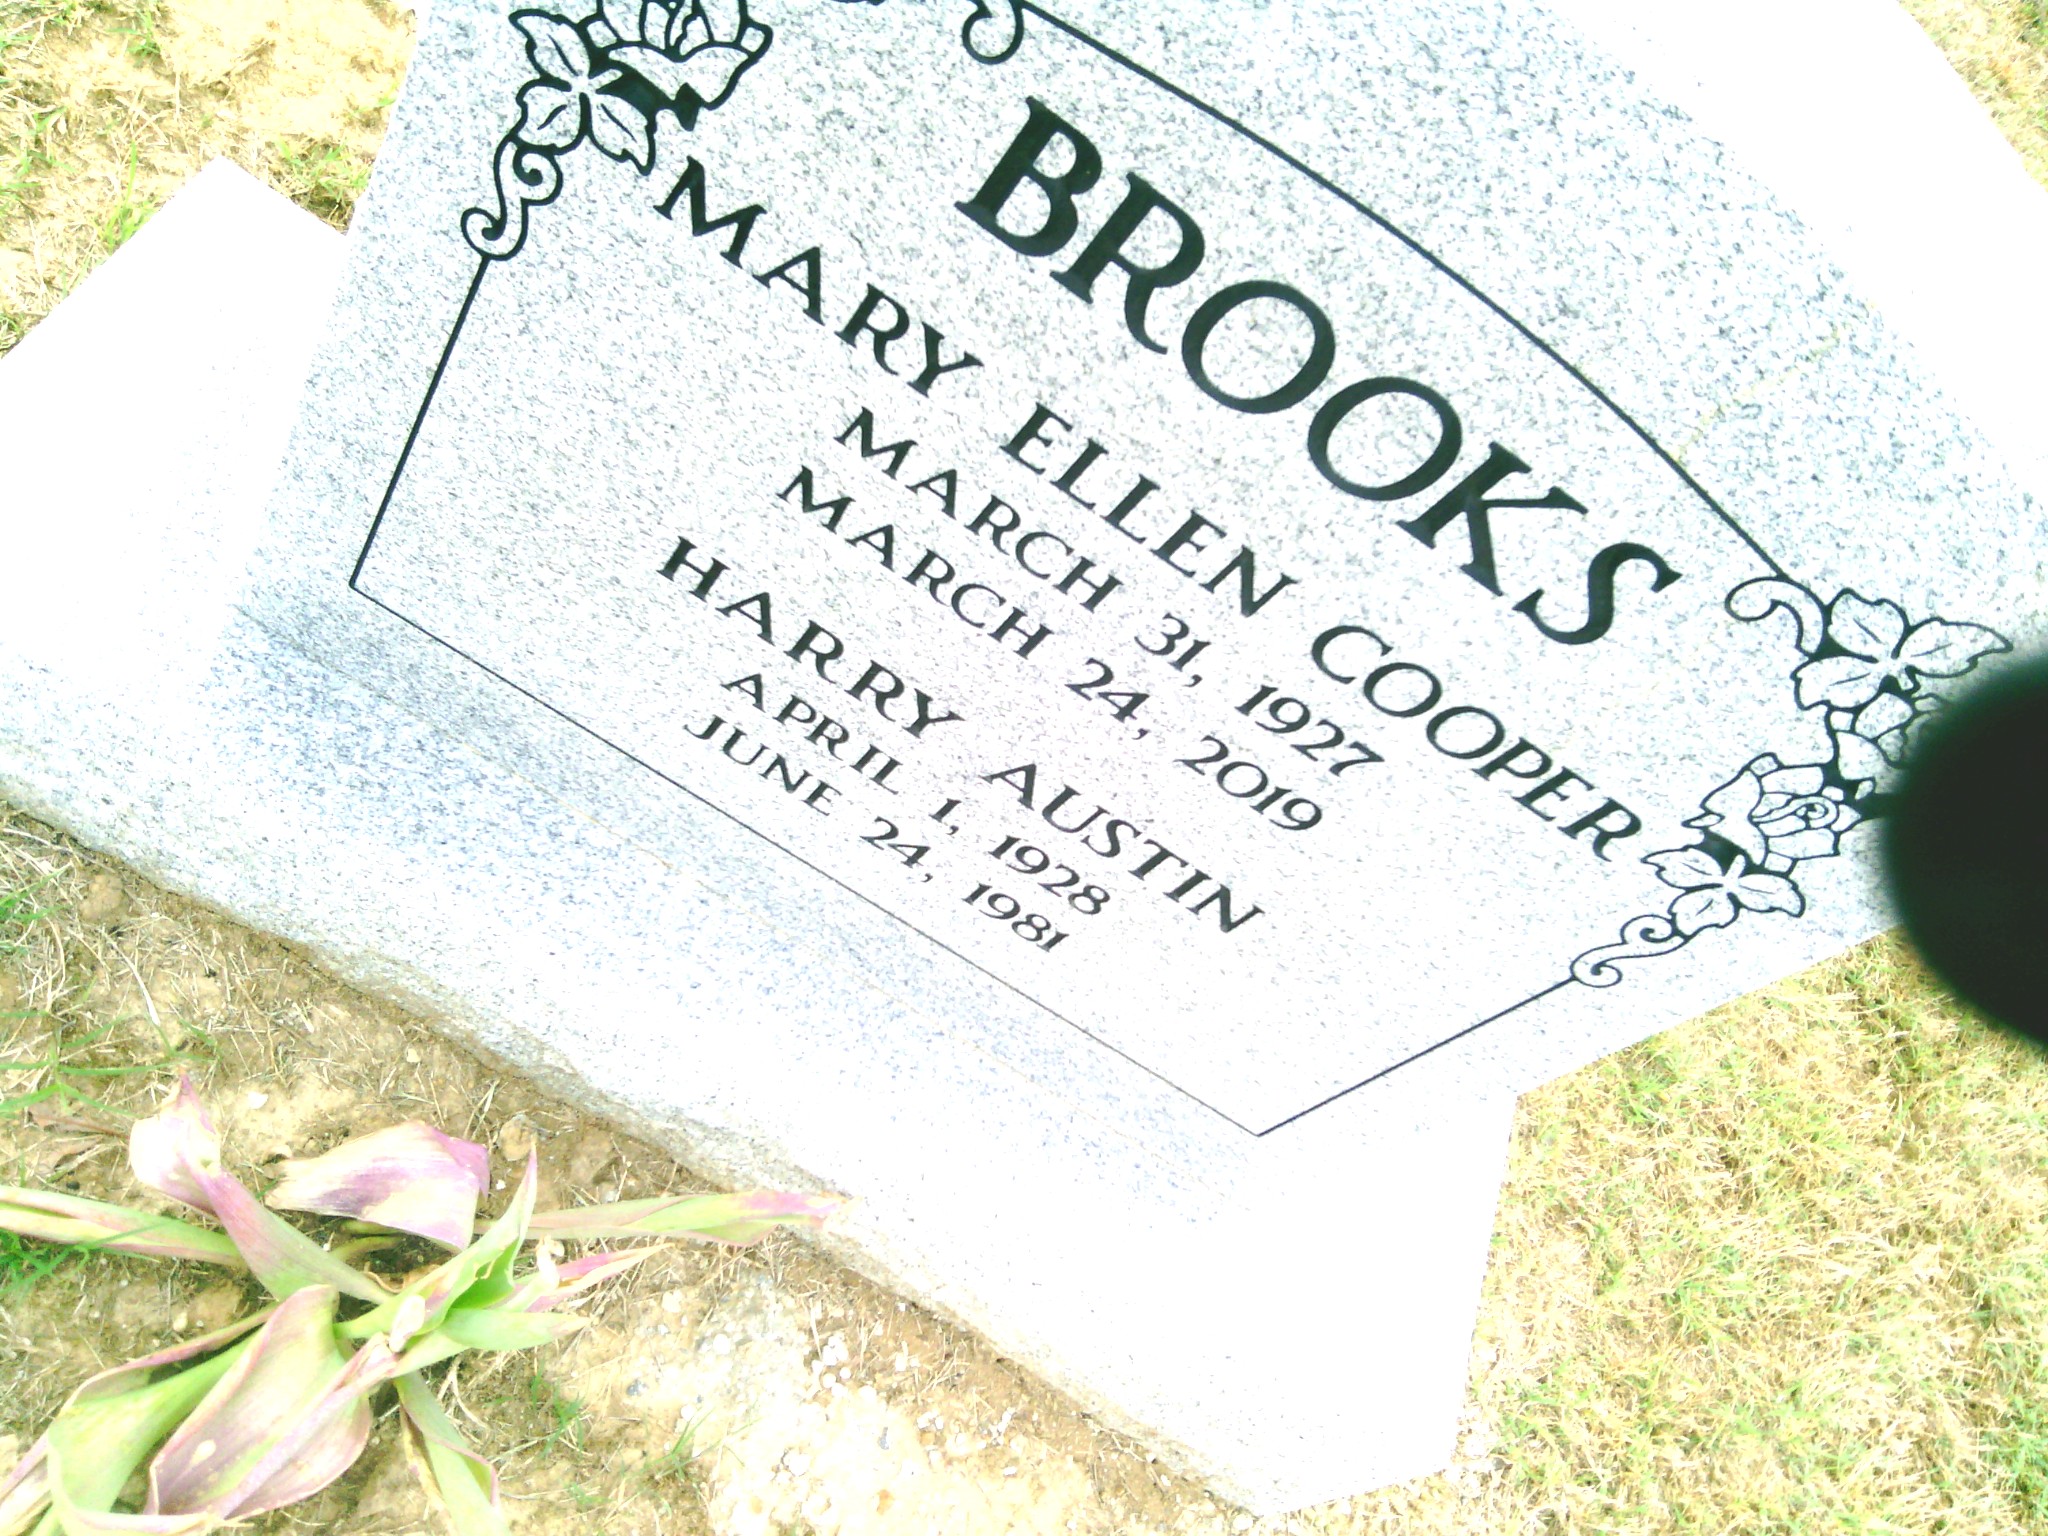 BROOKS
MARY ELLEN COOPER
MARCH 31, 1927
MARCH 24, 2019
HARRY AUSTIN
APRIL 1, 1928
JUNE 24, 1981